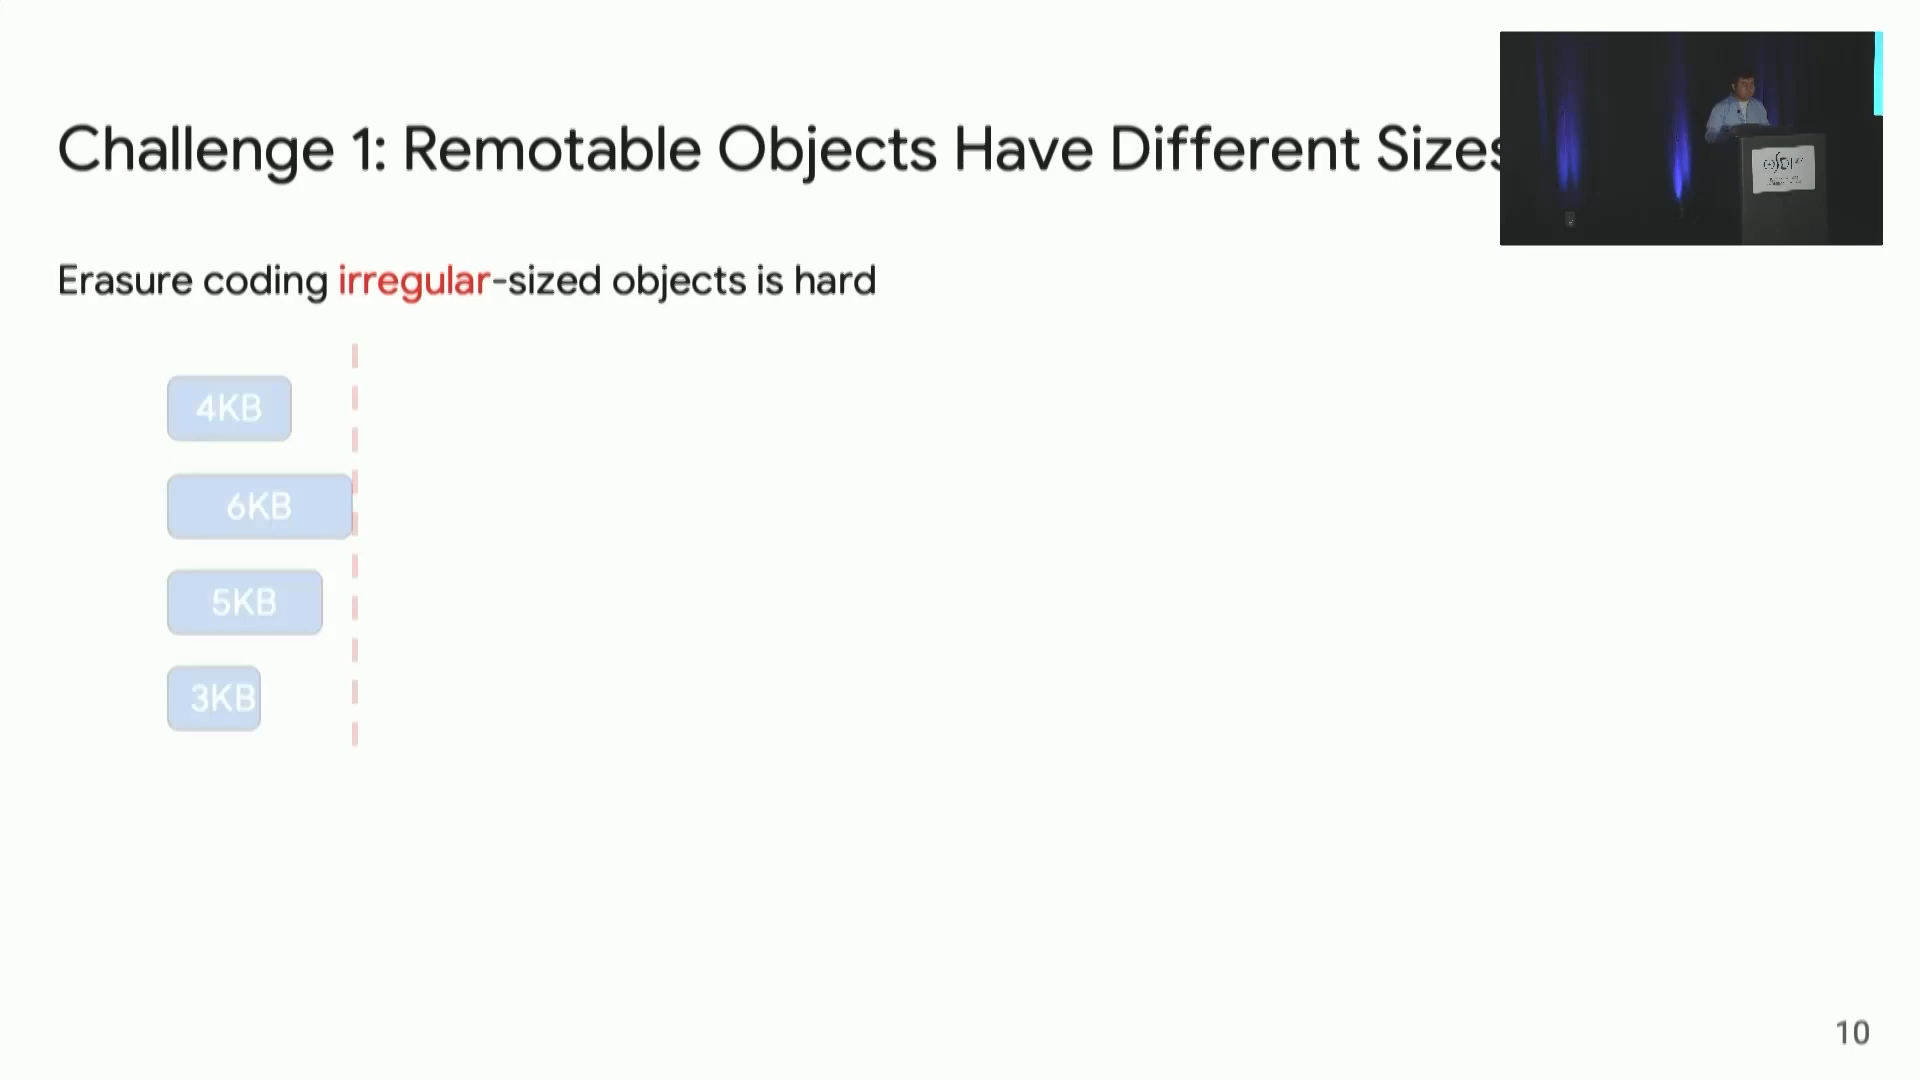 Challenge 1: Remotable Objects Have Different Sizes
Erasure coding irregular-sized objects is hard
4KB
6KB
5KB
3KB
10